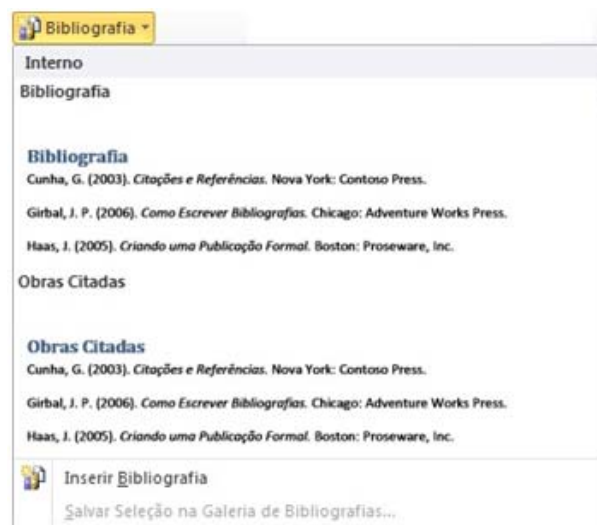 Bibliografia
Interno
Bibliografia
Bibliografia
Cunha, G. (2003). Citações e Referências. Nova York: Contoso Press.
Girbal, J. P. (2006). Como Escrever Bibliografias. Chicago: Adventure Works Press.
Haas, J. (2005). Criando uma Publicação Formal. Boston: Proseware, Inc.
Obras Citadas
Obras Citadas
Cunha, G. (2003). Citações e Referências. Nova York: Contoso Press.
Girbal, J. P. (2006). Como Escrever Bibliografias. Chicago: Adventure Works Press.
Haas, J. (2005). Criando uma Publicação Formal. Boston: Proseware, Inc.
Inserir Bibliografia
Salvar Seleção na Galeria de Bibliografias...